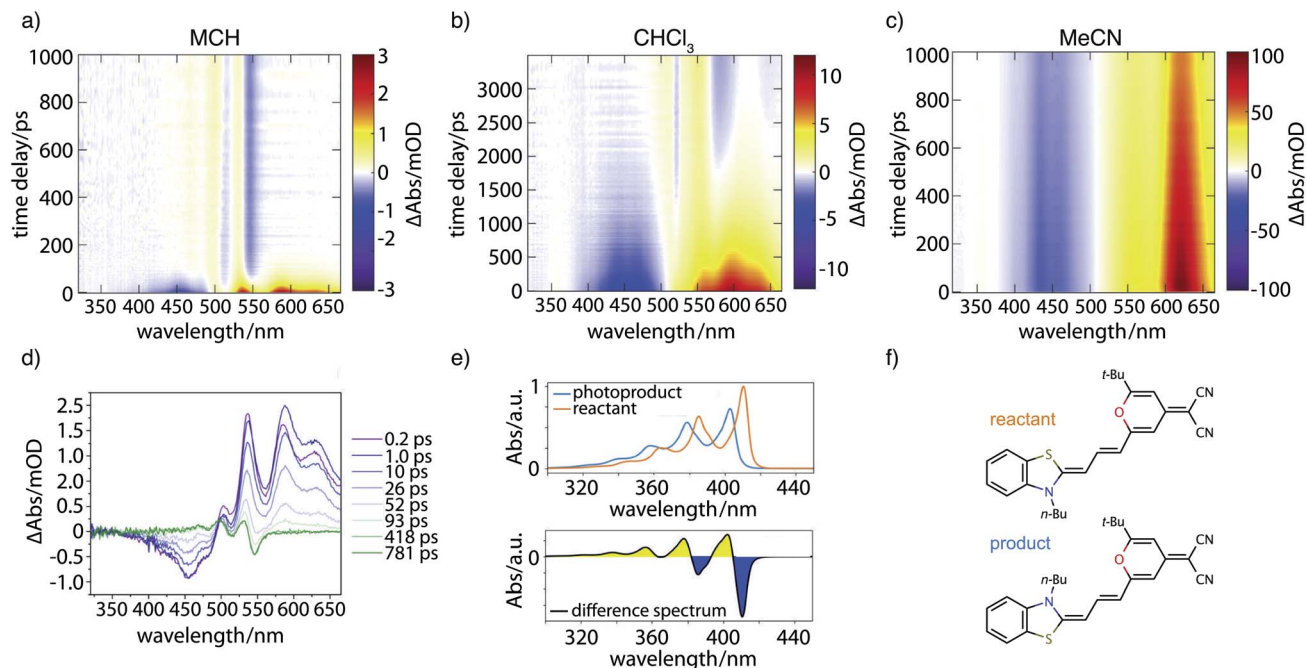 a)
MCH
1000
800
600
400
200
0
time delay/ps
350 400 450 500 550 600 650
wavelength/nm
3
2
1
0
-1
-2
-3
ΔAbs/mOD
b)
CHCl3
3000
2500
2000
1500
1000
500
0
time delay/ps
350 400 450 500 550 600 650
wavelength/nm
10
5
0
-5
-10
ΔAbs/mOD
c)
MeCN
1000
800
600
400
200
0
time delay/ps
350 400 450 500 550 600 650
wavelength/nm
100
50
0
-50
-100
ΔAbs/mOD
d)
2.5
1.5
1.0
2.0
0.5
0
-0.5
-1.0
ΔAbs/mOD
350 400 450 500 550 600 650
wavelength/nm
0.2 ps
1.0 ps
10 ps
26 ps
52 ps
93 ps
418 ps
781 ps
e)
1
0
Abs/a.u.
photoproduct
reactant
320 360 400 440
0
Abs/a.u.
difference spectrum
320 360 400 440
wavelength/nm
f)
reactant
t-Bu
O
CN
CN
S
N
n-Bu
product
t-Bu
O
CN
CN
n-Bu
N
S